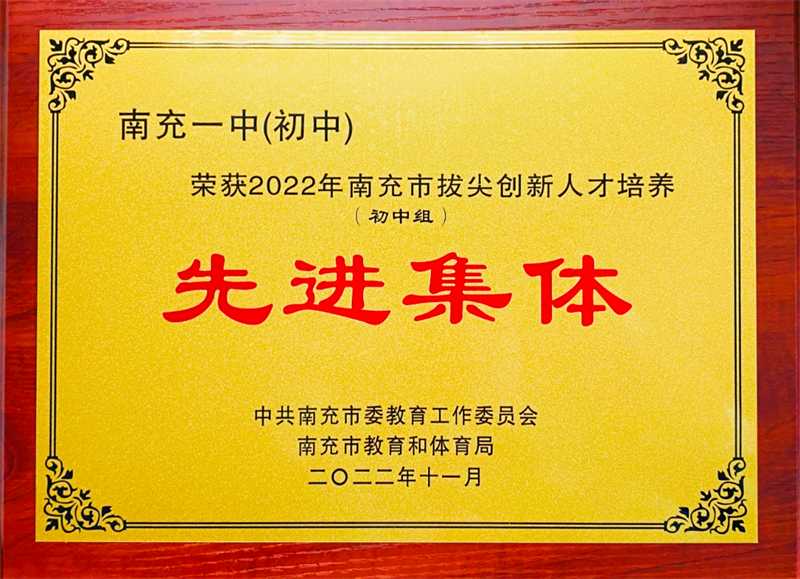 南充一中(初中)
荣获2022年南充市拔尖创新人才培养
(初中组)
先进集体
中共南充市委教育工作委员会
南充市教育和体育局
二〇二二年十一月